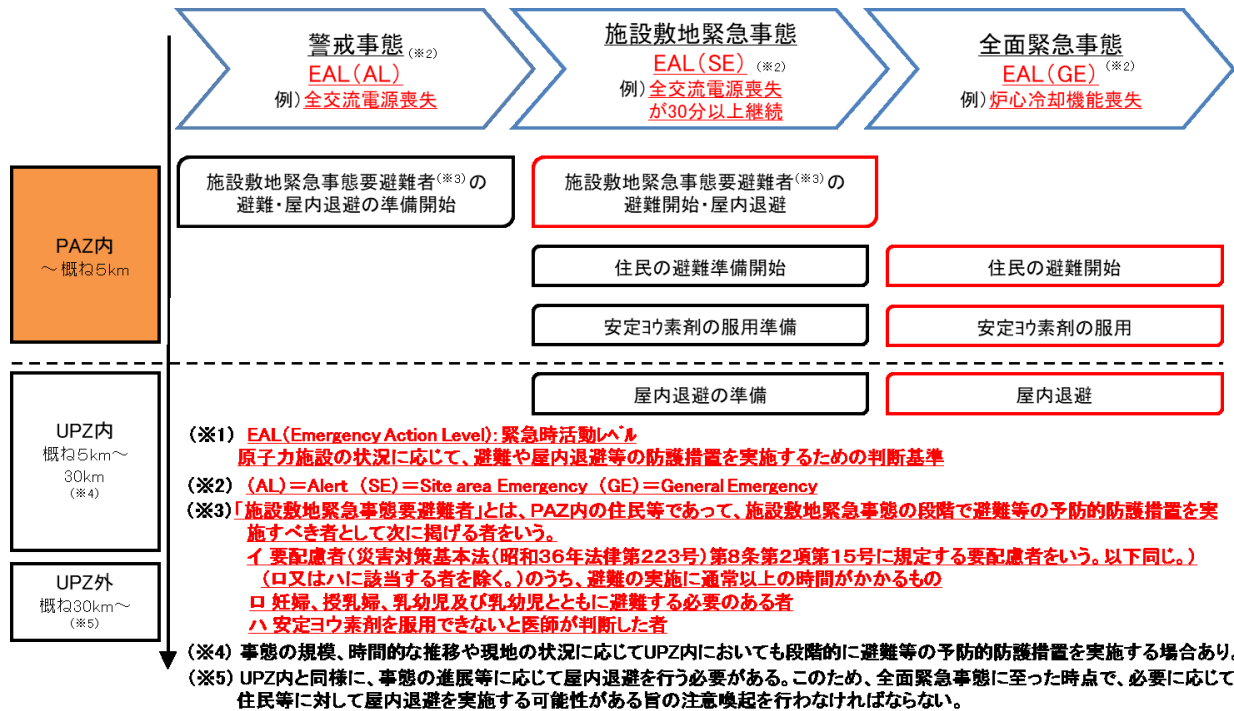 警戒事態(※2)
EAL(AL)
例)全交流電源喪失
施設敷地緊急事態
EAL(SE) (※2)
例)全交流電源喪失
が30分以上継続
全面緊急事態
EAL(GE) (※2)
例)炉心冷却機能喪失
PAZ内
～概ね5km
施設敷地緊急事態要避難者(※3)の
避難・屋内退避の準備開始
施設敷地緊急事態要避難者(※3)の
避難開始・屋内退避
住民の避難準備開始
住民の避難開始
安定ヨウ素剤の服用準備
安定ヨウ素剤の服用
UPZ内
概ね5km～
30km
(※4)
屋内退避の準備
屋内退避
UPZ外
概ね30km～
(※5)
(※1) EAL(Emergency Action Level):緊急時活動レベル
原子力施設の状況に応じて、避難や屋内退避等の防護措置を実施するための判断基準
(※2) (AL)=Alert (SE)=Site area Emergency (GE)=General Emergency
(※3)「施設敷地緊急事態要避難者」とは、PAZ内の住民等であって、施設敷地緊急事態の段階で避難等の予防的防護措置を実
施すべき者として次に掲げる者をいう。
イ 要配慮者(災害対策基本法(昭和36年法律第223号)第8条第2項第15号に規定する要配慮者をいう。以下同じ。)
(ロ又はハに該当する者を除く。)のうち、避難の実施に通常以上の時間がかかるもの
ロ 妊婦、授乳婦、乳幼児及び乳幼児とともに避難する必要のある者
ハ 安定ヨウ素剤を服用できないと医師が判断した者
(※4) 事態の規模、時間的な推移や現地の状況に応じてUPZ内においても段階的に避難等の予防的防護措置を実施する場合あり。
(※5) UPZ内と同様に、事態の進展等に応じて屋内退避を行う必要がある。このため、全面緊急事態に至った時点で、必要に応じて
住民等に対して屋内退避を実施する可能性がある旨の注意喚起を行わなければならない。